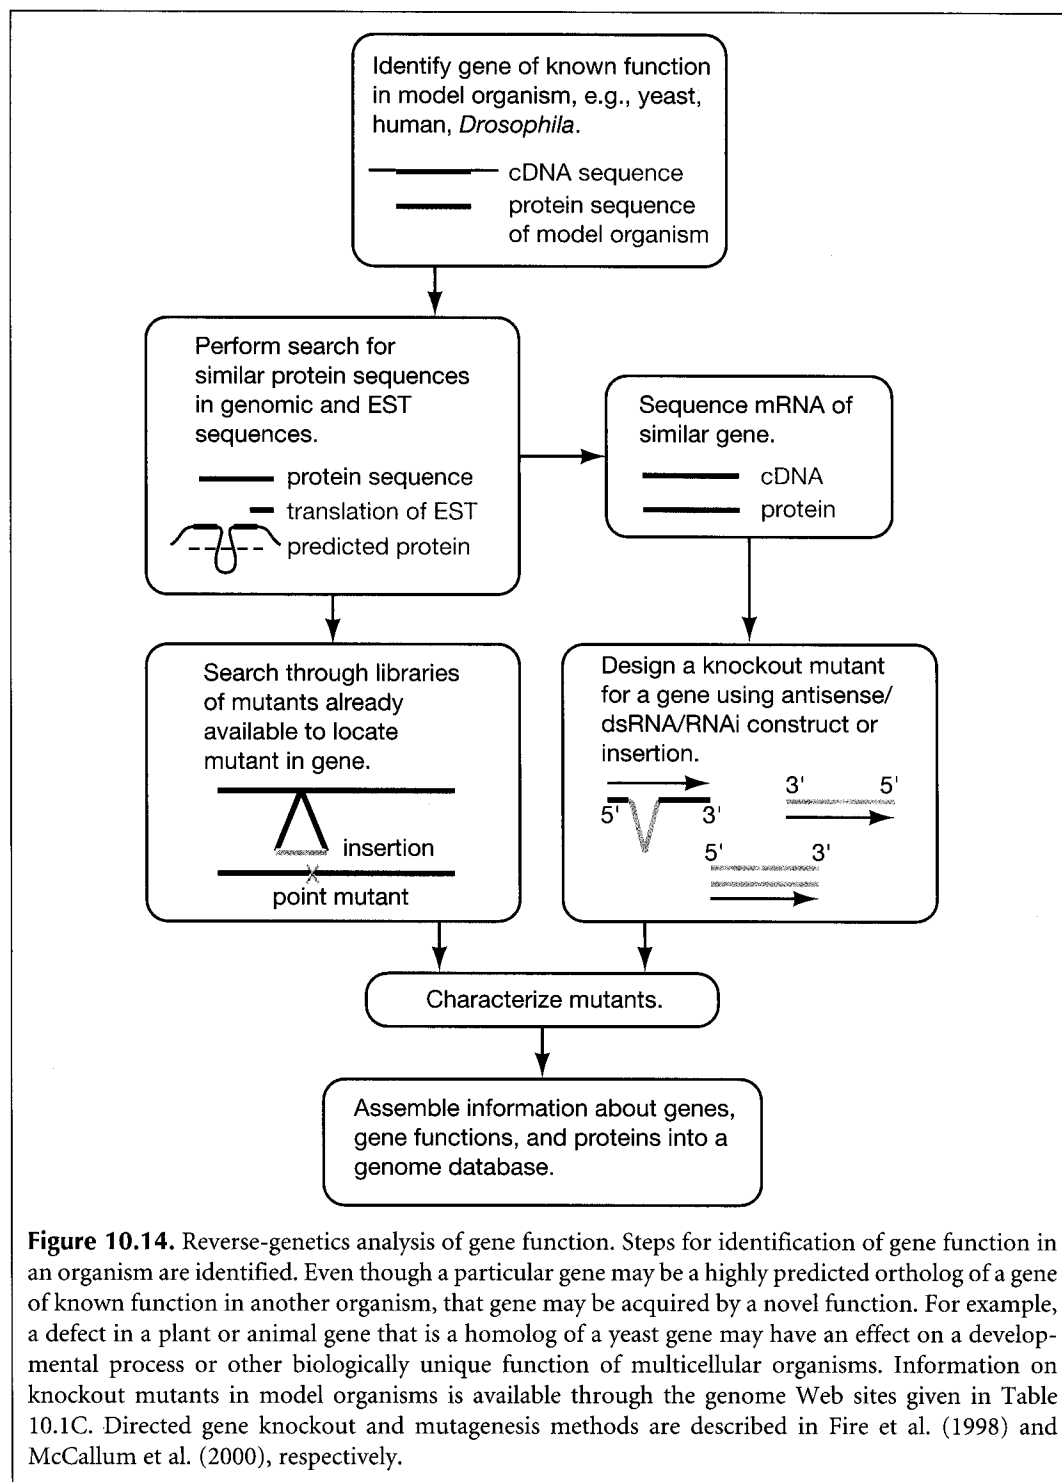 Identify gene of known function
in model organism, e.g., yeast,
human, Drosophila.
cDNA sequence
protein sequence
of model organism
Perform search for
similar protein sequences
in genomic and EST
sequences.
protein sequence
translation of EST
predicted protein
Sequence mRNA of
similar gene.
cDNA
protein
Search through libraries
of mutants already
available to locate
mutant in gene.
insertion
point mutant
Design a knockout mutant
for a gene using antisense/
dsRNA/RNAi construct or
insertion.
5' 3'
3' 5'
5' 3'
Characterize mutants.
Assemble information about genes,
gene functions, and proteins into a
genome database.
Figure 10.14. Reverse-genetics analysis of gene function. Steps for identification of gene function in
an organism are identified. Even though a particular gene may be a highly predicted ortholog of a gene
of known function in another organism, that gene may be acquired by a novel function. For example,
a defect in a plant or animal gene that is a homolog of a yeast gene may have an effect on a develop-
mental process or other biologically unique function of multicellular organisms. Information on
knockout mutants in model organisms is available through the genome Web sites given in Table
10.1C. Directed gene knockout and mutagenesis methods are described in Fire et al. (1998) and
McCallum et al. (2000), respectively.